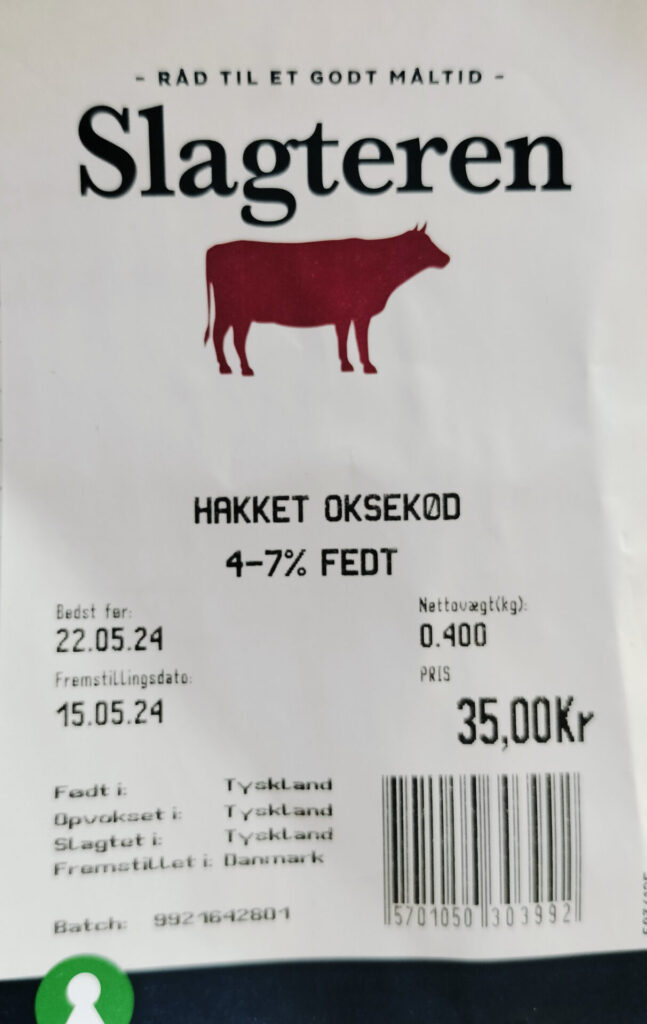 - RÅD TIL ET GODT MÅLTID -
Slagteren
HAKKET OKSEKØD
4-7% FEDT
Bedst før:
22.05.24
Nettovægt(kg):
0.400
Fremstillingsdato:
15.05.24
PRIS
35,00Kr
Født i: Tyskland
Opvokset i: Tyskland
Slagtet i: Tyskland
Fremstillet i: Danmark
Batch: 9921642801
5701050 303992